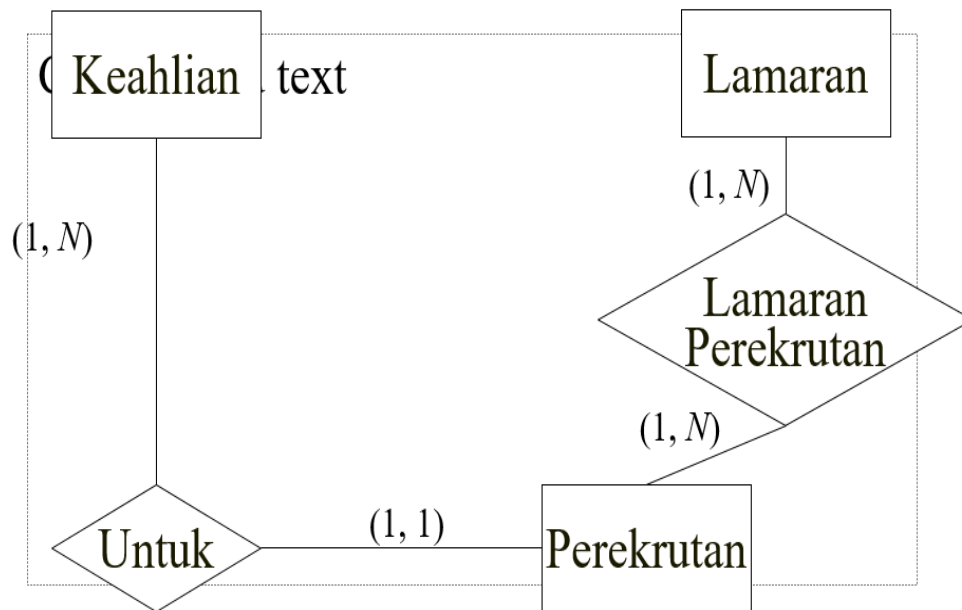 Keahlian
text
Lamaran
(1, N)
(1, N)
Lamaran
Perekrutan
(1, N)
Untuk
(1, 1)
Perekrutan